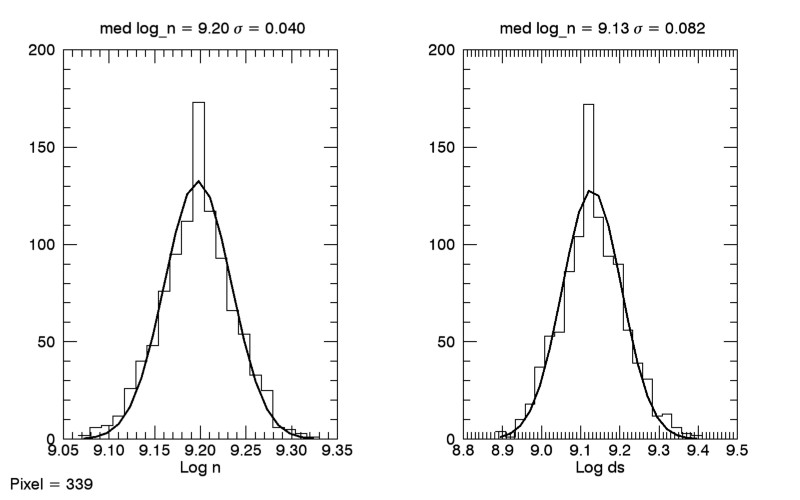 med log_n = 9.20 σ = 0.040
200
150
100
50
0
9.05 9.10 9.15 9.20 9.25 9.30 9.35
Log n
med log_n = 9.13 σ = 0.082
200
150
100
50
0
8.8 8.9 9.0 9.1 9.2 9.3 9.4 9.5
Log ds
Pixel = 339